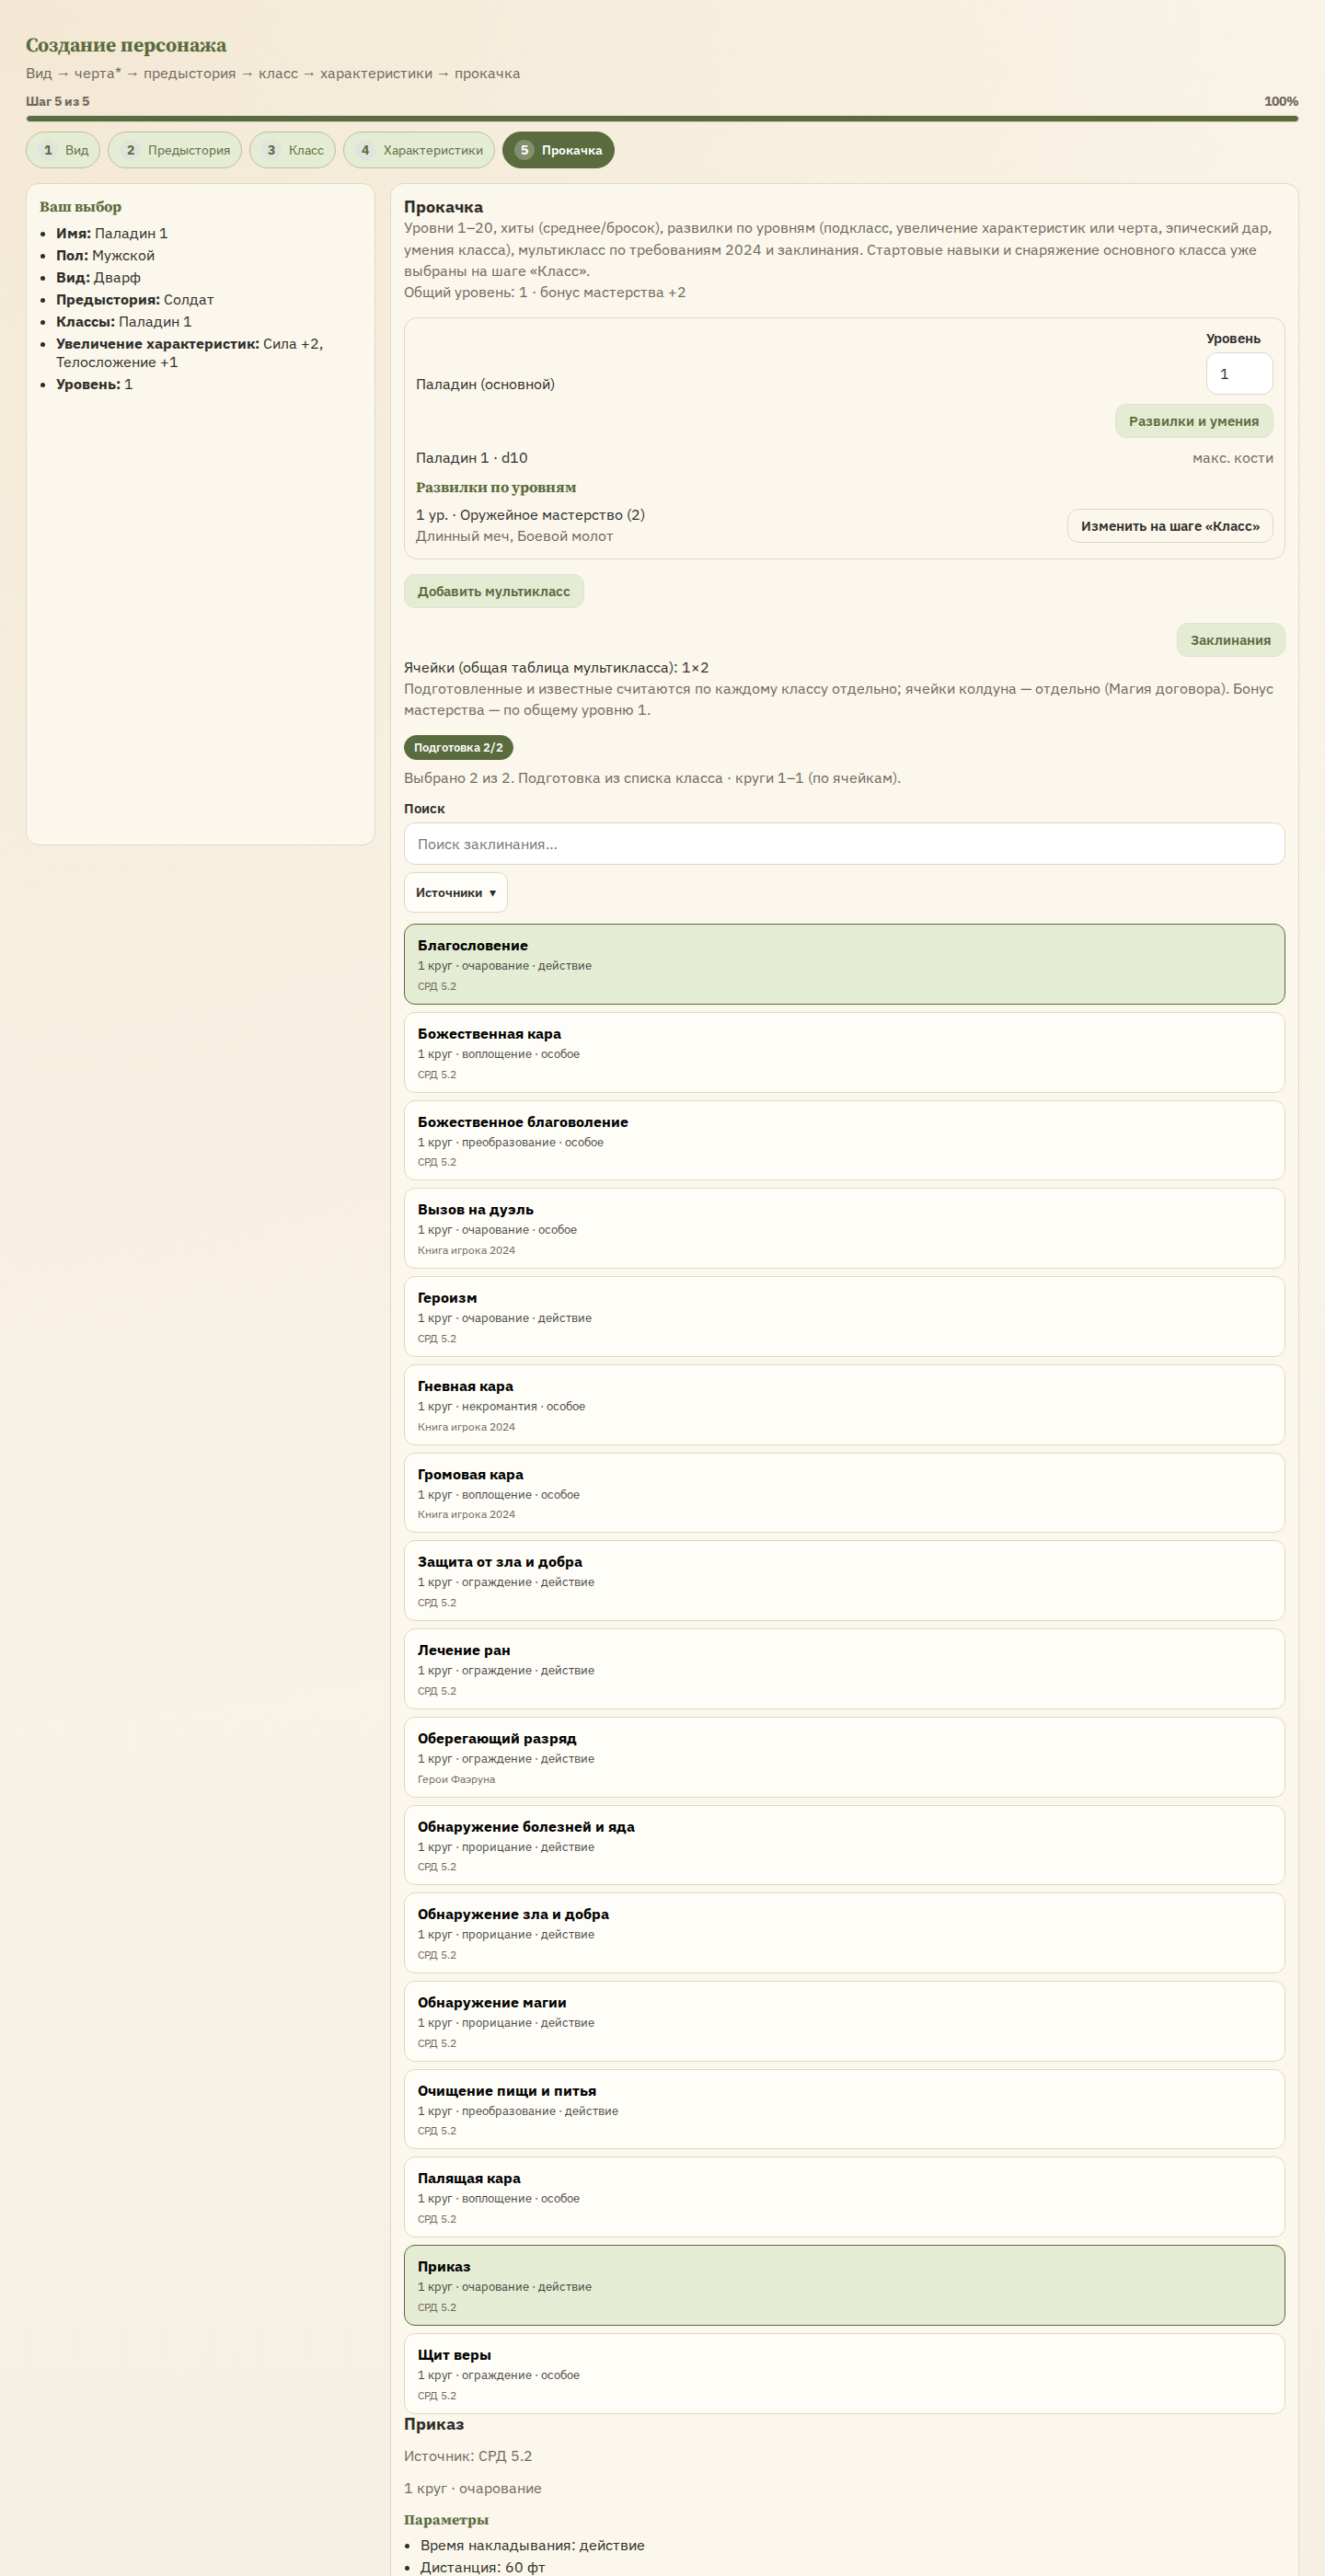 Создание персонажа
Вид → черта* → предыстория → класс → характеристики → прокачка
Шаг 5 из 5
100%
1 Вид
2 Предыстория
3 Класс
4 Характеристики
5 Прокачка
Ваш выбор
• Имя: Паладин 1
• Пол: Мужской
• Вид: Дварф
• Предыстория: Солдат
• Классы: Паладин 1
• Увеличение характеристик: Сила +2,
Телосложение +1
• Уровень: 1
Прокачка
Уровни 1–20, хиты (среднее/бросок), развилки по уровням (подкласс, увеличение характеристик или черта, эпический дар,
умения класса), мультикласс по требованиям 2024 и заклинания. Стартовые навыки и снаряжение основного класса уже
выбраны на шаге «Класс».
Общий уровень: 1 · бонус мастерства +2
Уровень
Паладин (основной)
1
Развилки и умения
Паладин 1 · d10
макс. кости
Развилки по уровням
1 ур. · Оружейное мастерство (2)
Длинный меч, Боевой молот
Изменить на шаге «Класс»
Добавить мультикласс
Заклинания
Ячейки (общая таблица мультикласса): 1×2
Подготовленные и известные считаются по каждому классу отдельно; ячейки колдуна — отдельно (Магия договора). Бонус
мастерства — по общему уровню 1.
Подготовка 2/2
Выбрано 2 из 2. Подготовка из списка класса · круги 1–1 (по ячейкам).
Поиск
Поиск заклинания...
Источники ▼
Благословение
1 круг · очарование · действие
СРД 5.2
Божественная кара
1 круг · воплощение · особое
СРД 5.2
Божественное благоволение
1 круг · преобразование · особое
СРД 5.2
Вызов на дуэль
1 круг · очарование · особое
Книга игрока 2024
Героизм
1 круг · очарование · действие
СРД 5.2
Гневная кара
1 круг · некромантия · особое
Книга игрока 2024
Громовая кара
1 круг · воплощение · особое
Книга игрока 2024
Защита от зла и добра
1 круг · ограждение · действие
СРД 5.2
Лечение ран
1 круг · ограждение · действие
СРД 5.2
Оберегающий разряд
1 круг · ограждение · действие
Герои Фаэруна
Обнаружение болезней и яда
1 круг · прорицание · действие
СРД 5.2
Обнаружение зла и добра
1 круг · прорицание · действие
СРД 5.2
Обнаружение магии
1 круг · прорицание · действие
СРД 5.2
Очищение пищи и питья
1 круг · преобразование · действие
СРД 5.2
Палящая кара
1 круг · воплощение · особое
СРД 5.2
Приказ
1 круг · очарование · действие
СРД 5.2
Щит веры
1 круг · ограждение · особое
СРД 5.2
Приказ
Источник: СРД 5.2
1 круг · очарование
Параметры
• Время накладывания: действие
• Дистанция: 60 фт